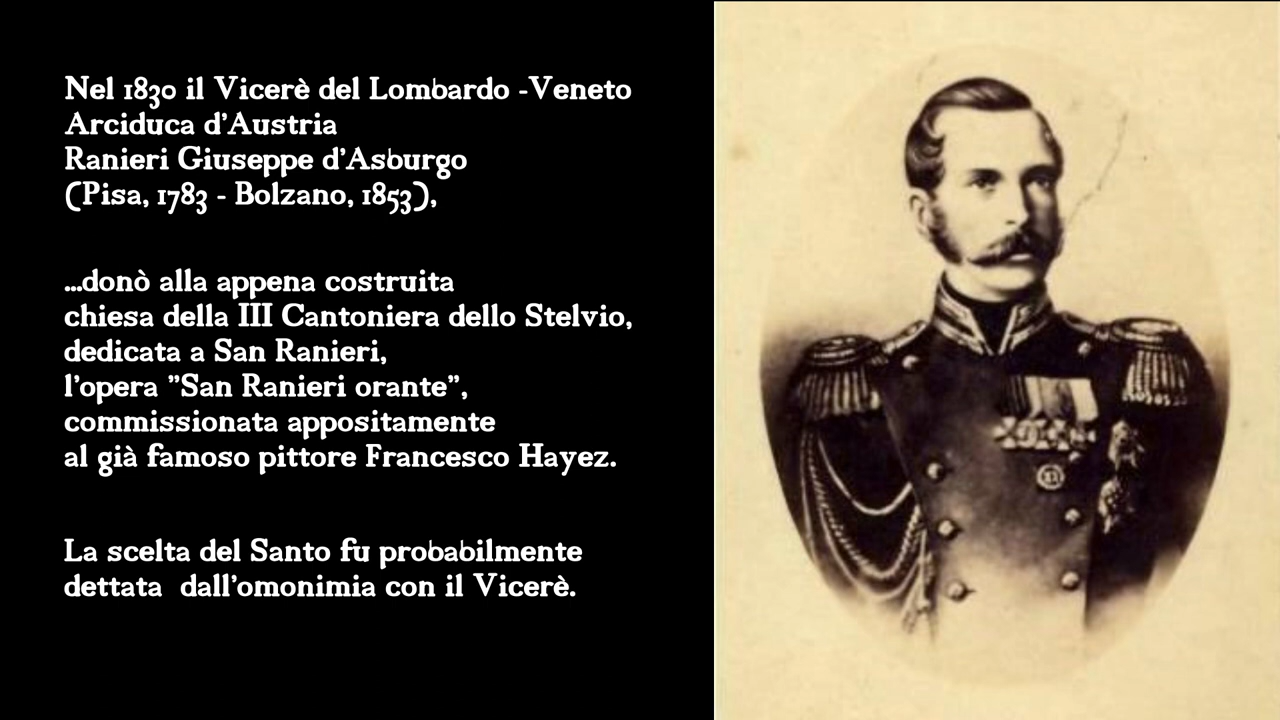 Nel 1830 il Vicerè del Lombardo -Veneto
Arciduca d'Austria
Ranieri Giuseppe d'Asburgo
(Pisa, 1783 - Bolzano, 1853),
...donò alla appena costruita
chiesa della III Cantoniera dello Stelvio,
dedicata a San Ranieri,
l'opera "San Ranieri orante",
commissionata appositamente
al già famoso pittore Francesco Hayez.
La scelta del Santo fu probabilmente
dettata  dall'omonimia con il Vicerè.